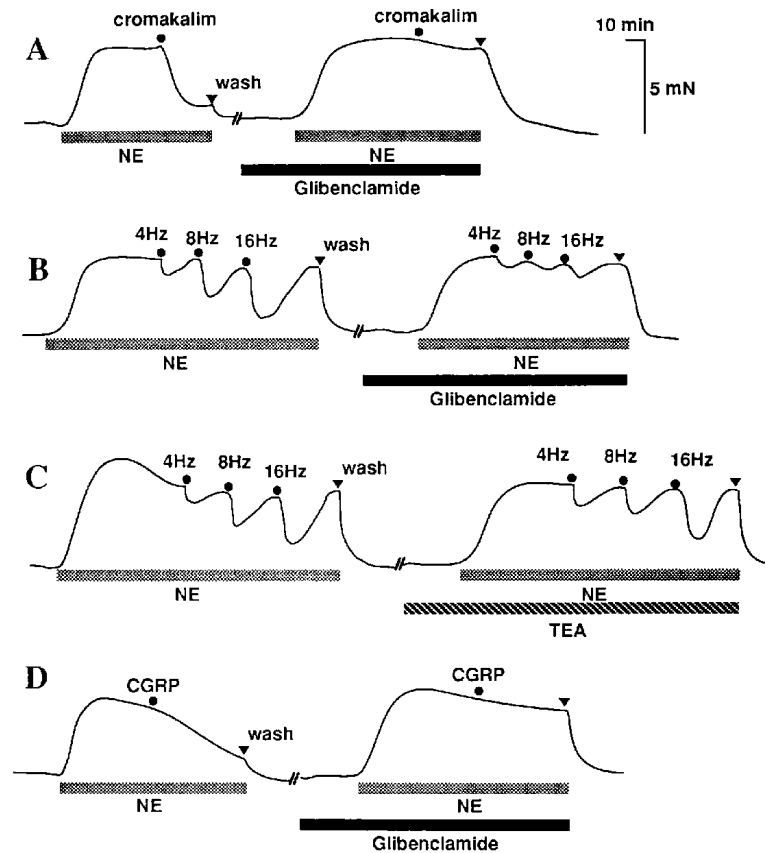 A
cromakalim
wash
NE
cromakalim
NE
Glibenclamide
10 min
5 mN
B
4Hz 8Hz 16Hz wash
NE
4Hz 8Hz 16Hz
NE
Glibenclamide
C
4Hz 8Hz 16Hz wash
NE
4Hz 8Hz 16Hz
NE
TEA
D
CGRP
wash
NE
CGRP
NE
Glibenclamide